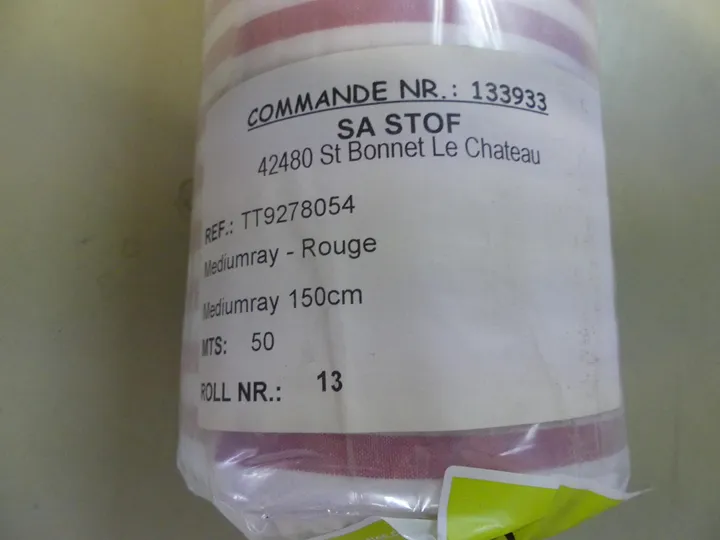 COMMANDE NR.: 133933
SA STOF
42480 St Bonnet Le Chateau
REF.: TT9278054
Mediumray - Rouge
Mediumray 150cm
MTS: 50
ROLL NR.: 13